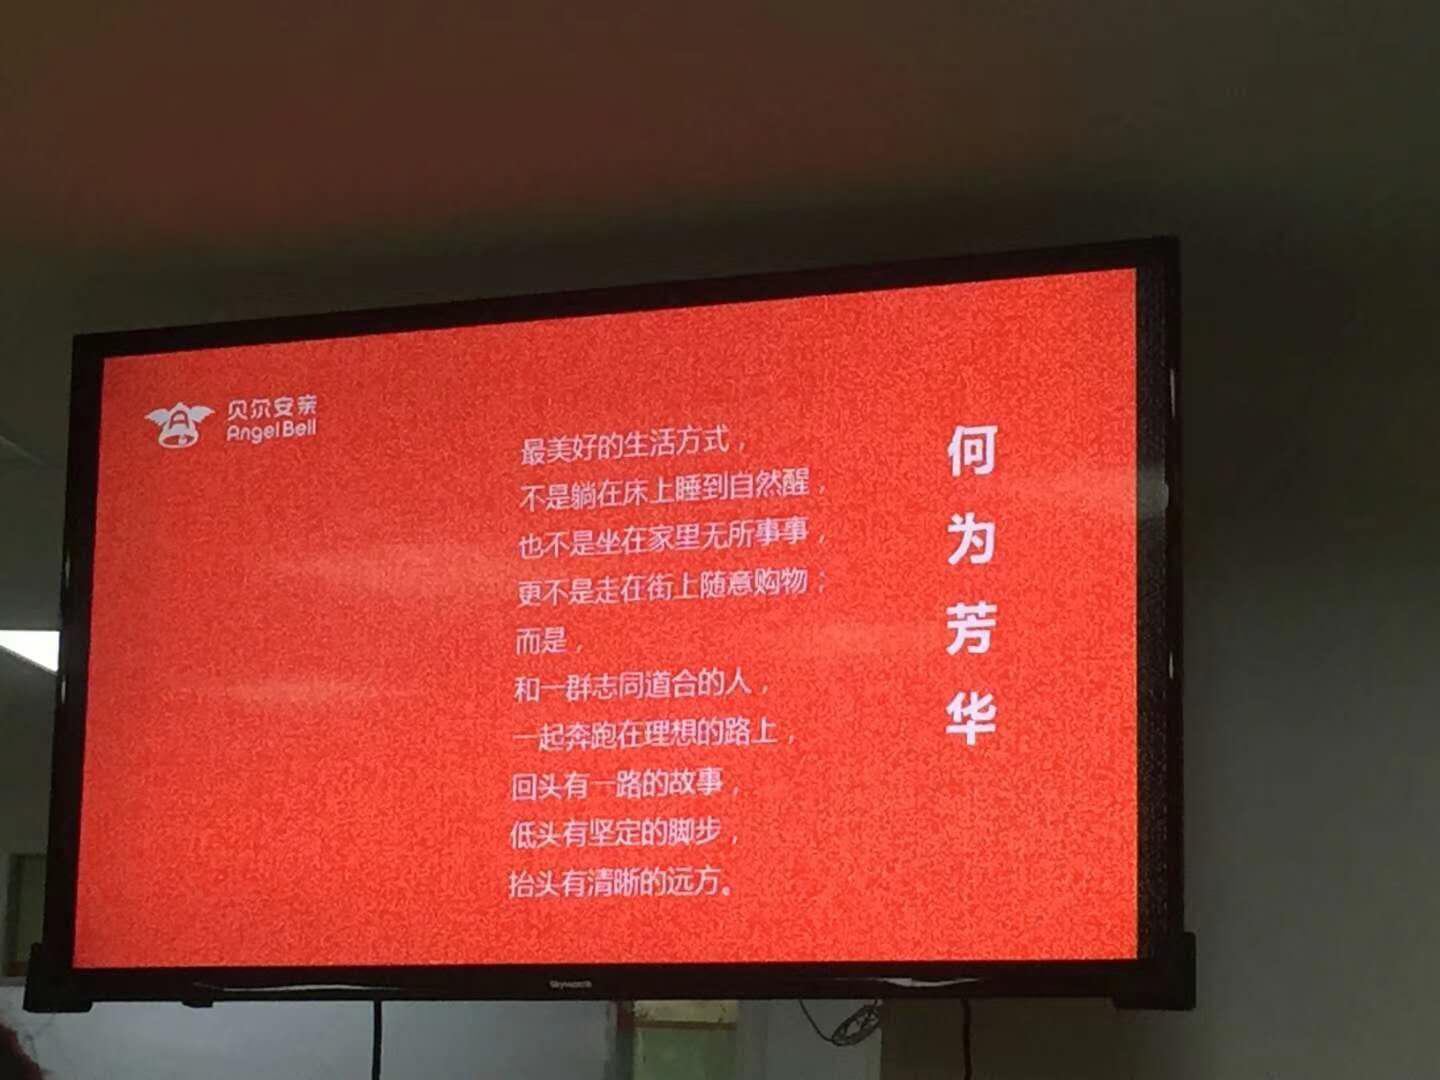 贝尔安亲
AngelBell
何为芳华
最美好的生活方式，
不是躺在床上睡到自然醒，
也不是坐在家里无所事事，
更不是走在街上随意购物；
而是，
和一群志同道合的人，
一起奔跑在理想的路上，
回头有一路的故事，
低头有坚定的脚步，
抬头有清晰的远方。
Skyworth